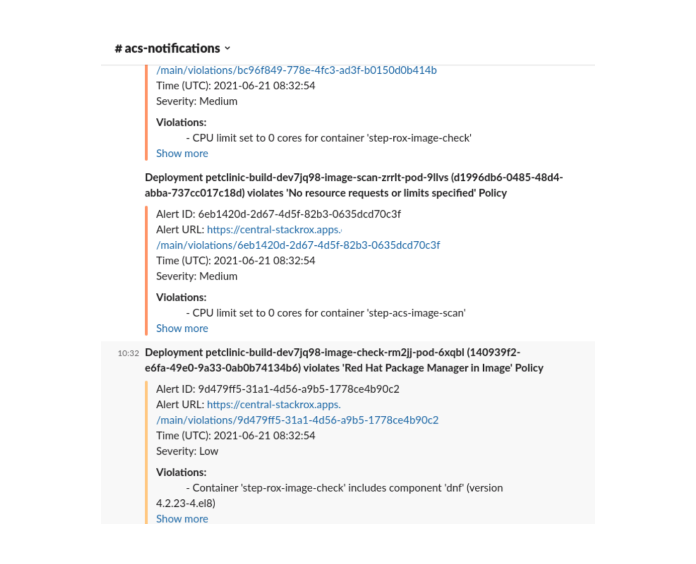 # acs-notifications
/main/violations/bc96f849-778e-4fc3-ad3f-b0150d0b414b
Time (UTC): 2021-06-21 08:32:54
Severity: Medium
Violations:
- CPU limit set to 0 cores for container 'step-rox-image-check'
Show more
Deployment petclinic-build-dev7jq98-image-scan-zrrlt-pod-9llvs (d1996db6-0485-48d4-
abba-737cc017c18d) violates 'No resource requests or limits specified' Policy
Alert ID: 6eb1420d-2d67-4d5f-82b3-0635dcd70c3f
Alert URL: https://central-stackrox.apps.
/main/violations/6eb1420d-2d67-4d5f-82b3-0635dcd70c3f
Time (UTC): 2021-06-21 08:32:54
Severity: Medium
Violations:
- CPU limit set to 0 cores for container 'step-acs-image-scan'
Show more
10:32 Deployment petclinic-build-dev7jq98-image-check-rm2jj-pod-6xqbl (140939f2-
e6fa-49e0-9a33-0ab0b74134b6) violates 'Red Hat Package Manager in Image' Policy
Alert ID: 9d479ff5-31a1-4d56-a9b5-1778ce4b90c2
Alert URL: https://central-stackrox.apps.
/main/violations/9d479ff5-31a1-4d56-a9b5-1778ce4b90c2
Time (UTC): 2021-06-21 08:32:54
Severity: Low
Violations:
- Container 'step-rox-image-check' includes component 'dnf' (version
4.2.23-4.el8)
Show more